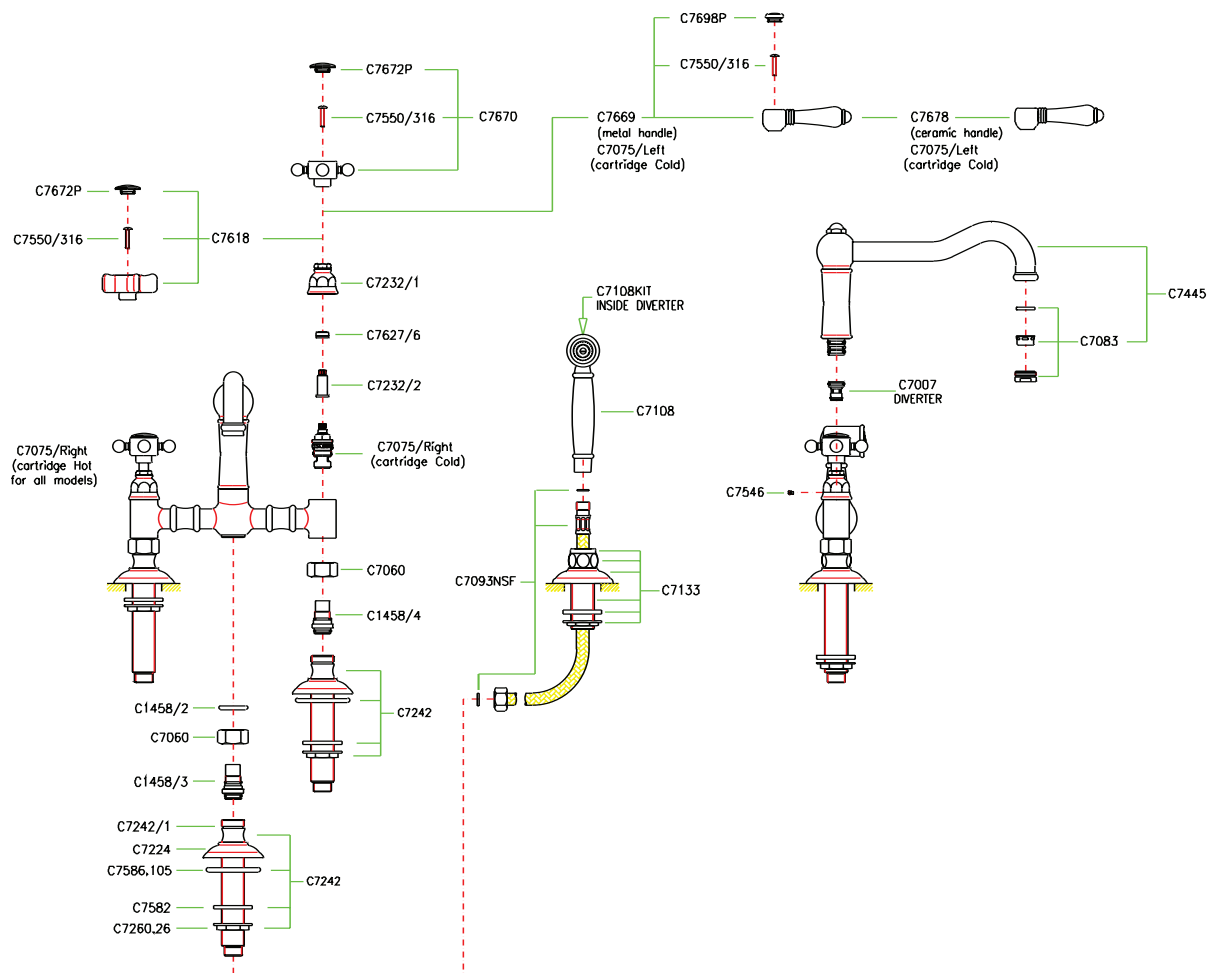 C7698P
C7672P
C7550/316
C7550/316
C7670
C7669
(metal handle)
C7075/Left
(cartridge Cold)
C7678
(ceramic handle)
C7075/Left
(cartridge Cold)
C7672P
C7550/316
C7618
C7232/1
C7627/6
C7232/2
C7075/Right
(cartridge Cold)
C7075/Right
(cartridge Hot
for all models)
C7108KIT
INSIDE DIVERTER
C7108
C7445
C7083
C7007
DIVERTER
C7546
C7060
C1458/4
C7093NSF
C7133
C7242
C1458/2
C7060
C1458/3
C7242/1
C7224
C7586,105
C7242
C7582
C7260,26